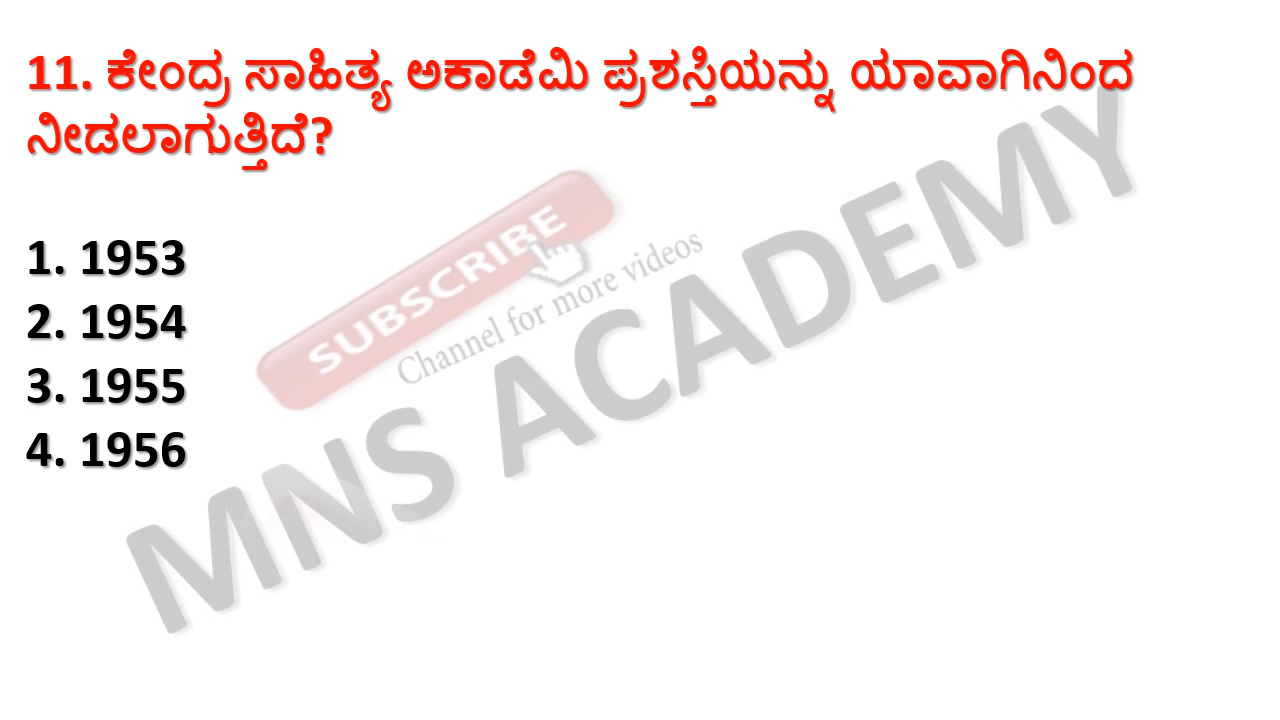 11. ಕೇಂದ್ರ ಸಾಹಿತ್ಯ ಅಕಾಡೆಮಿ ಪ್ರಶಸ್ತಿಯನ್ನು ಯಾವಾಗಿನಿಂದ
ನೀಡಲಾಗುತ್ತಿದೆ?
1. 1953
2. 1954
3. 1955
4. 1956
SUBSCRIBE
Channel for more videos
MNS ACADEMY